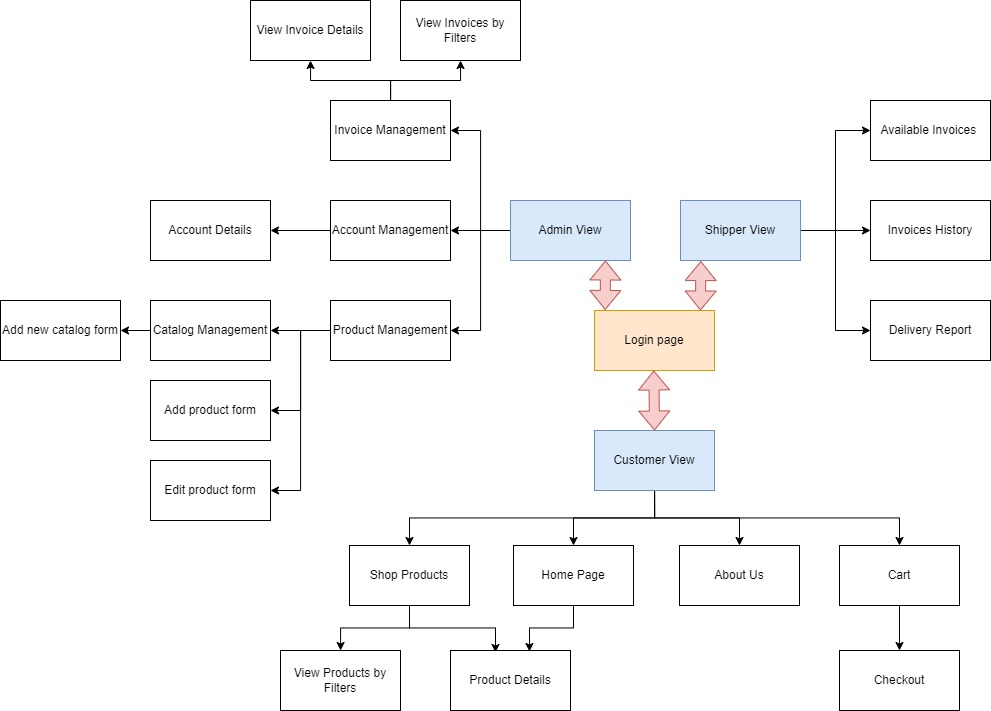 View Invoice Details
View Invoices by
Filters
Invoice Management
Available Invoices
Account Details
Account Management
Admin View
Shipper View
Invoices History
Add new catalog form
Catalog Management
Product Management
Login page
Delivery Report
Add product form
Customer View
Edit product form
Shop Products
Home Page
About Us
Cart
View Products by
Filters
Product Details
Checkout